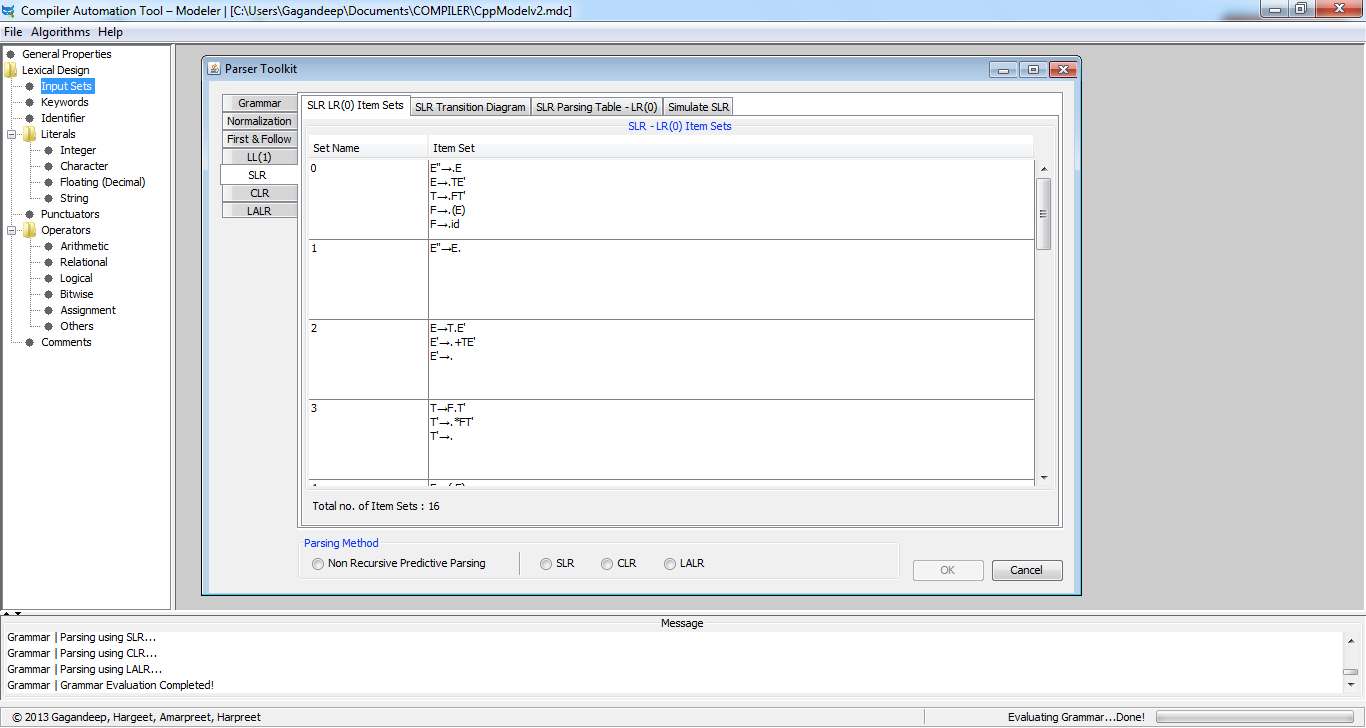 Compiler Automation Tool – Modeler | [C:\Users\Gagandeep\Documents\COMPILER\CppModelv2.mdc]
File Algorithms Help
General Properties
Lexical Design
Input Sets
Keywords
Identifier
Literals
Integer
Character
Floating (Decimal)
String
Punctuators
Operators
Arithmetic
Relational
Logical
Bitwise
Assignment
Others
Comments
Parser Toolkit
Grammar
Normalization
First & Follow
LL(1)
SLR
CLR
LALR
SLR LR(0) Item Sets SLR Transition Diagram SLR Parsing Table - LR(0) Simulate SLR
SLR - LR(0) Item Sets
Set Name Item Set
0
E''→.E
E→.TE'
T→.FT'
F→.(E)
F→.id
1
E''→E.
2
E→T.E'
E'→.+TE'
E'→.
3
T→F.T'
T'→.*FT'
T'→.
Total no. of Item Sets : 16
Parsing Method
Non Recursive Predictive Parsing SLR CLR LALR
OK Cancel
Message
Grammar | Parsing using SLR...
Grammar | Parsing using CLR...
Grammar | Parsing using LALR...
Grammar | Grammar Evaluation Completed!
© 2013 Gagandeep, Hargeet, Amarpreet, Harpreet
Evaluating Grammar...Done!